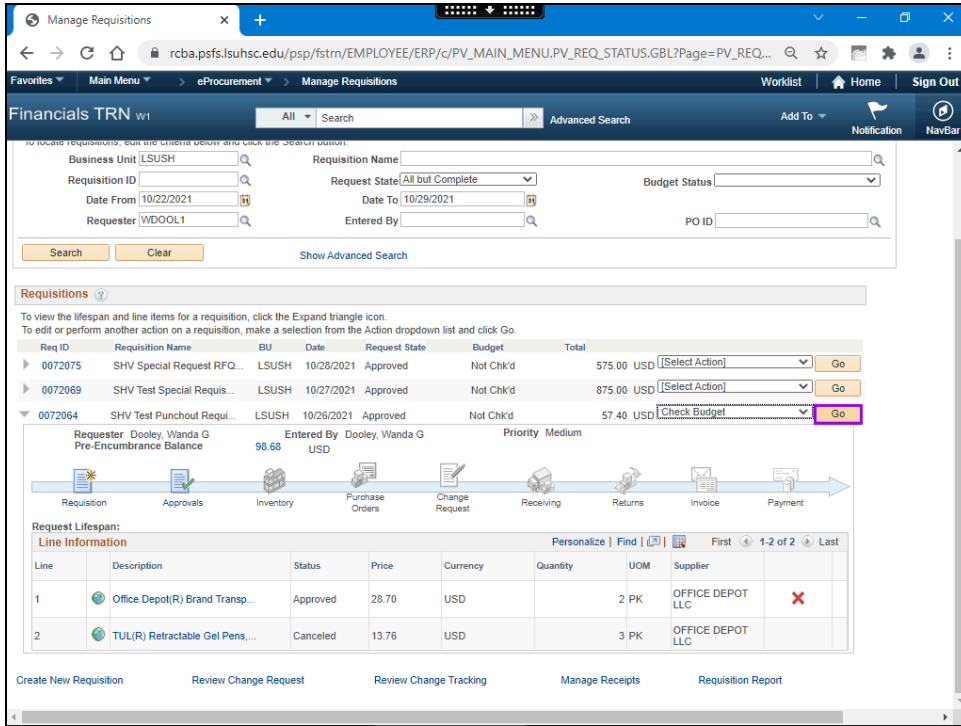 Manage Requisitions
rcba.psfs.lsuhsc.edu/psp/fstrn/EMPLOYEE/ERP/c/PV_MAIN_MENU.PV_REQ_STATUS.GBL?Page=PV_REQ...
Favorites Main Menu > eProcurement > Manage Requisitions Worklist Home Sign Out
Financials TRN W1 All Search Advanced Search Add To Notification NavBar
To locate requisitions, edit the criteria below and click the Search button.
Business Unit LSUSH Requisition Name
Requisition ID Request State All but Complete Budget Status
Date From 10/22/2021 Date To 10/29/2021
Requester WDOOL1 Entered By PO ID
Search Clear Show Advanced Search
Requisitions
To view the lifespan and line items for a requisition, click the Expand triangle icon.
To edit or perform another action on a requisition, make a selection from the Action dropdown list and click Go.
Req ID Requisition Name BU Date Request State Budget Total
0072075 SHV Special Request RFQ... LSUSH 10/28/2021 Approved Not Chk'd 575.00 USD [Select Action] Go
0072069 SHV Test Special Requis... LSUSH 10/27/2021 Approved Not Chk'd 875.00 USD [Select Action] Go
0072064 SHV Test Punchout Requi... LSUSH 10/26/2021 Approved Not Chk'd 57.40 USD Check Budget Go
Requester Dooley, Wanda G Entered By Dooley, Wanda G Priority Medium
Pre-Encumbrance Balance 98.68 USD
Requisition Approvals Inventory Purchase Orders Change Request Receiving Returns Invoice Payment
Request Lifespan:
Line Information Personalize | Find | | First 1-2 of 2 Last
Line Description Status Price Currency Quantity UOM Supplier
1 Office Depot(R) Brand Transp... Approved 28.70 USD 2 PK OFFICE DEPOT LLC
2 TUL(R) Retractable Gel Pens,... Canceled 13.76 USD 3 PK OFFICE DEPOT LLC
Create New Requisition Review Change Request Review Change Tracking Manage Receipts Requisition Report